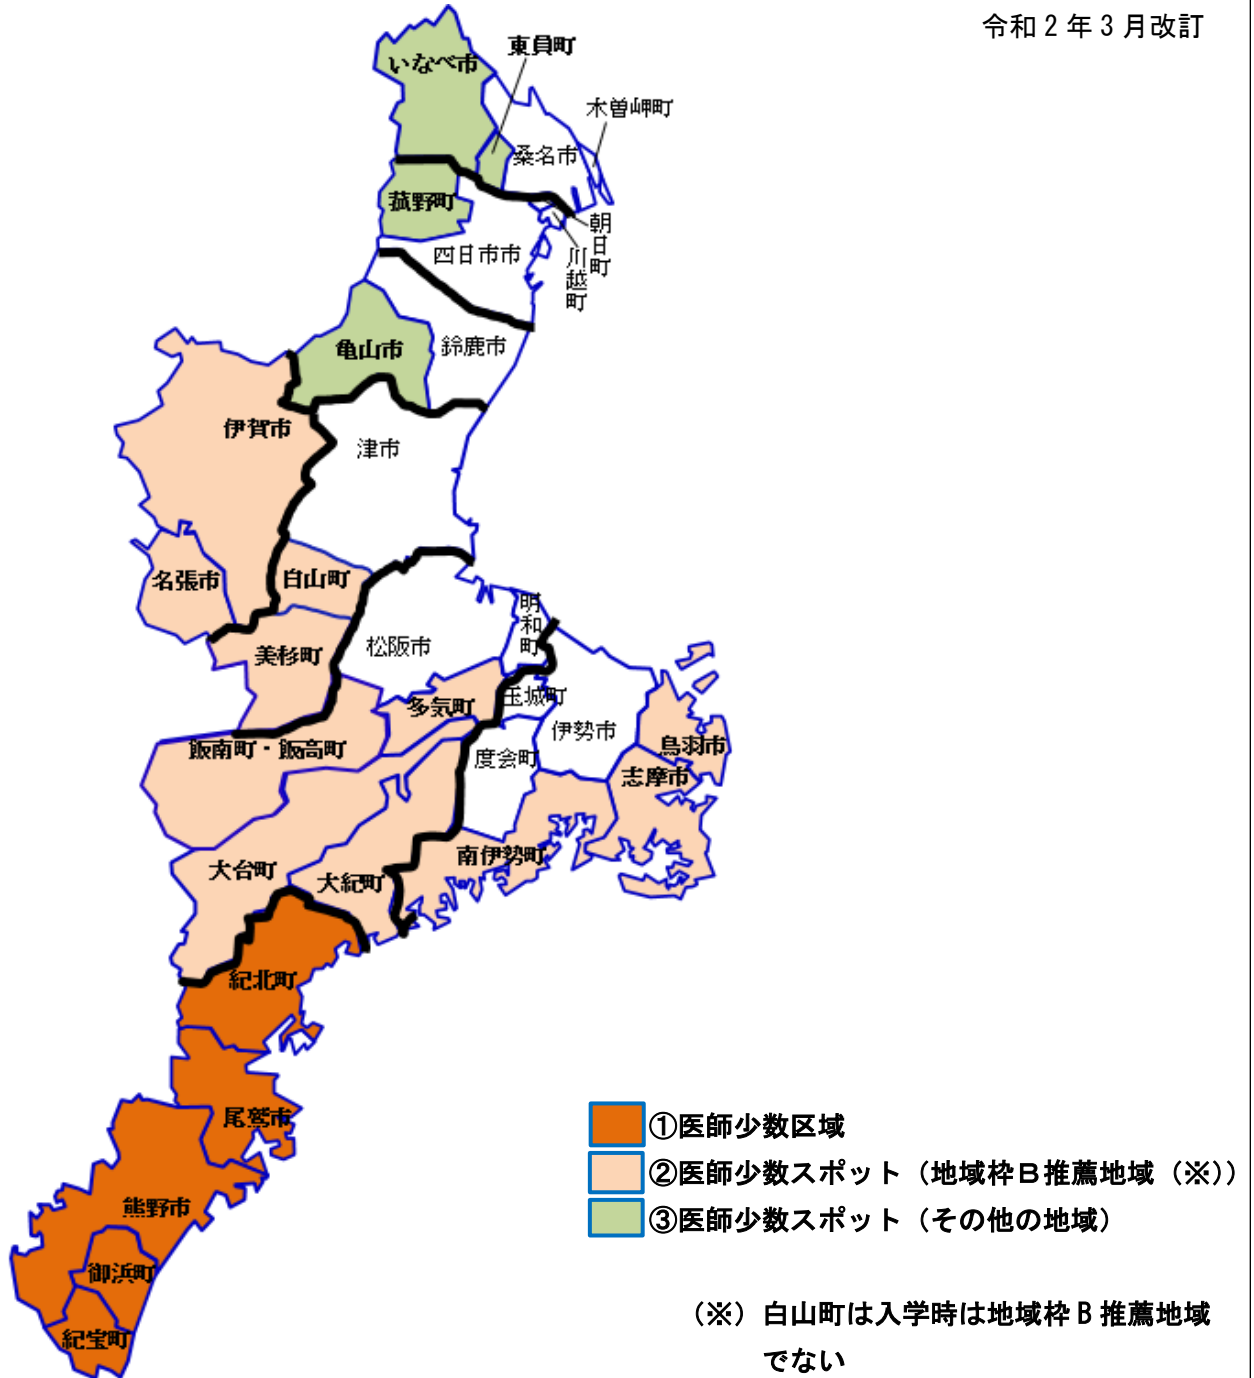 令和２年３月改訂
いなべ市
東員町
木曽岬町
桑名市
菰野町
朝日町
四日市市
川越町
亀山市
鈴鹿市
伊賀市
津市
名張市
白山町
明和町
松阪市
美杉町
玉城町
多気町
伊勢市
鳥羽市
飯南町・飯高町
度会町
志摩市
南伊勢町
大台町
大紀町
紀北町
尾鷲市
熊野市
御浜町
紀宝町
①医師少数区域
②医師少数スポット（地域枠Ｂ推薦地域（※））
③医師少数スポット（その他の地域）
（※）白山町は入学時は地域枠Ｂ推薦地域
でない